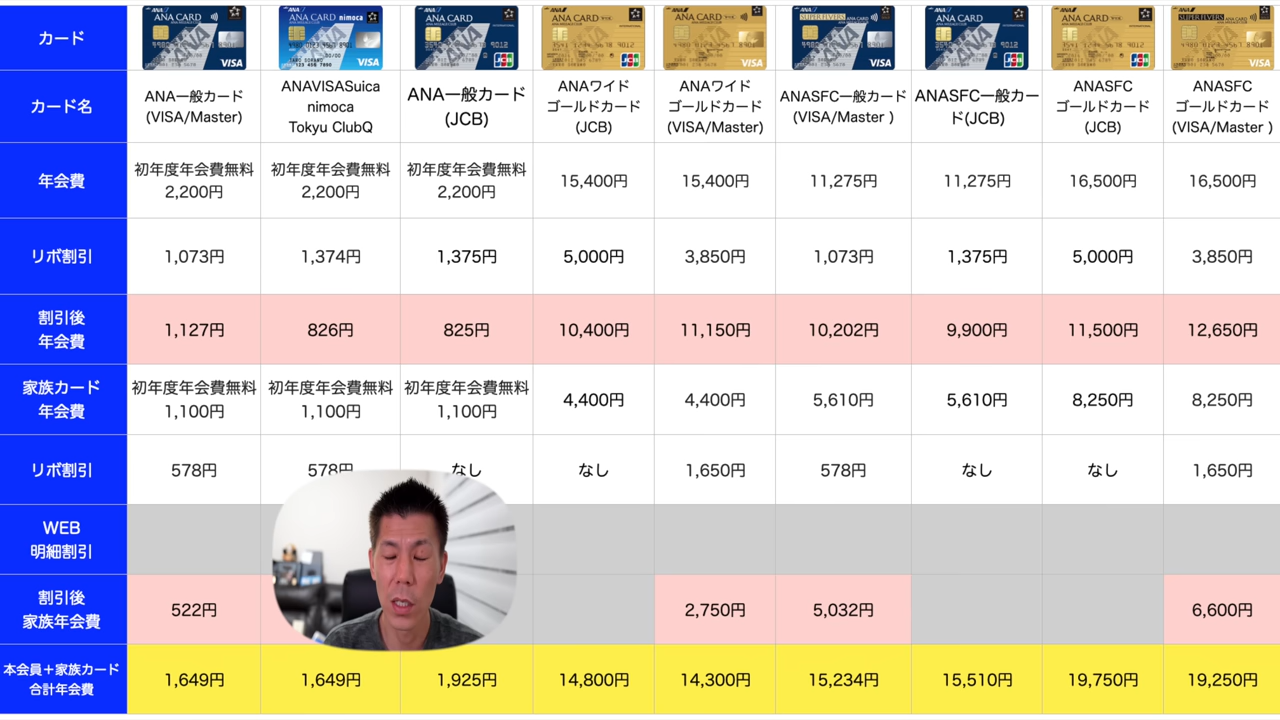 カード
カード名
ANA一般カード
(VISA/Master)
ANAVISASuica
nimoca
Tokyu ClubQ
ANA一般カード
(JCB)
ANAワイド
ゴールドカード
(JCB)
ANAワイド
ゴールドカード
(VISA/Master)
ANASFC一般カード
(VISA/Master )
ANASFC一般カー
ド(JCB)
ANASFC
ゴールドカード
(JCB)
ANASFC
ゴールドカード
(VISA/Master )
年会費
初年度年会費無料
2,200円
初年度年会費無料
2,200円
初年度年会費無料
2,200円
15,400円
15,400円
11,275円
11,275円
16,500円
16,500円
リボ割引
1,073円
1,374円
1,375円
5,000円
3,850円
1,073円
1,375円
5,000円
3,850円
割引後
年会費
1,127円
826円
825円
10,400円
11,150円
10,202円
9,900円
11,500円
12,650円
家族カード
年会費
初年度年会費無料
1,100円
初年度年会費無料
1,100円
初年度年会費無料
1,100円
4,400円
4,400円
5,610円
5,610円
8,250円
8,250円
リボ割引
578円
578円
なし
なし
1,650円
578円
なし
なし
1,650円
WEB
明細割引
割引後
家族年会費
522円
2,750円
5,032円
6,600円
本会員＋家族カード
合計年会費
1,649円
1,649円
1,925円
14,800円
14,300円
15,234円
15,510円
19,750円
19,250円